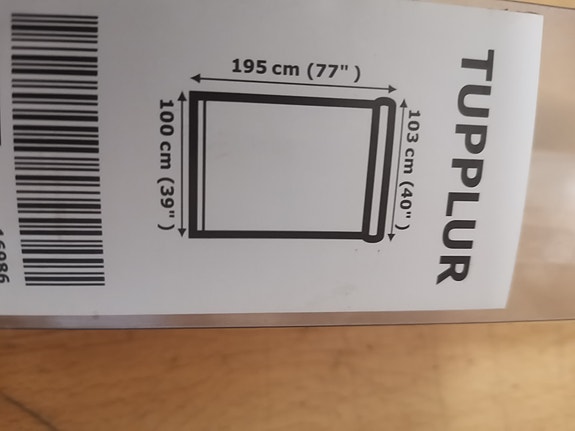 TUPPLUR
103 cm (40")
195 cm (77")
100 cm (39")